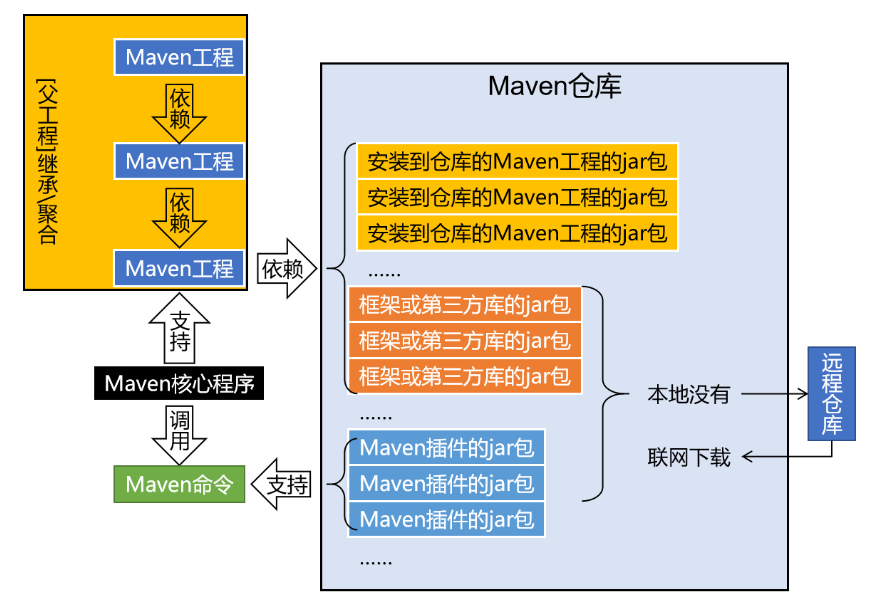 [父工程]继承/聚合
Maven工程
依赖
Maven工程
依赖
Maven工程
依赖
支持
Maven核心程序
调用
Maven命令
支持
Maven仓库
安装到仓库的Maven工程的jar包
安装到仓库的Maven工程的jar包
安装到仓库的Maven工程的jar包
......
框架或第三方库的jar包
框架或第三方库的jar包
框架或第三方库的jar包
......
Maven插件的jar包
Maven插件的jar包
Maven插件的jar包
......
本地没有
联网下载
远程仓库